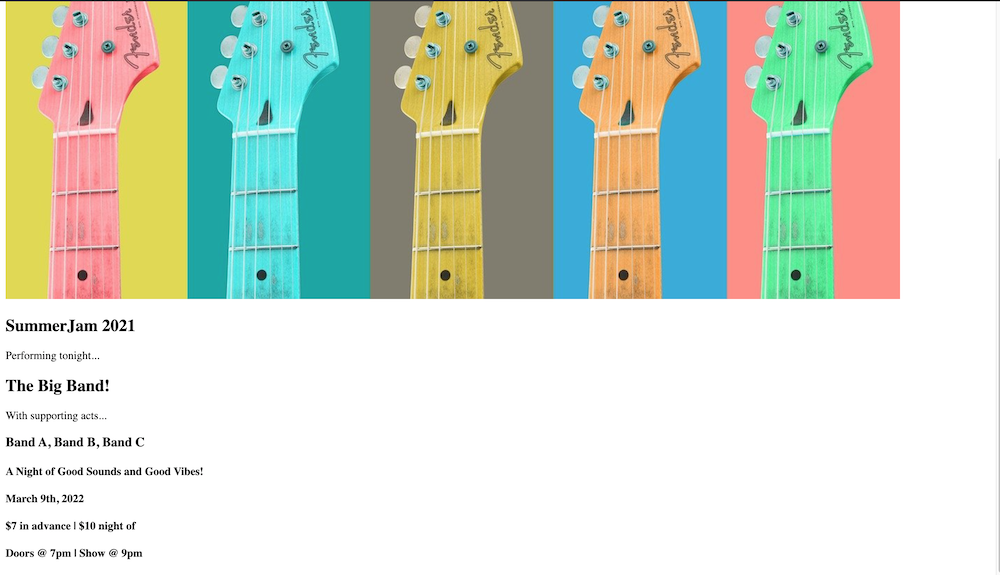 Fender
Fender
Fender
Fender
Fender
SummerJam 2021
Performing tonight...
The Big Band!
With supporting acts...
Band A, Band B, Band C
A Night of Good Sounds and Good Vibes!
March 9th, 2022
$7 in advance | $10 night of
Doors @ 7pm | Show @ 9pm